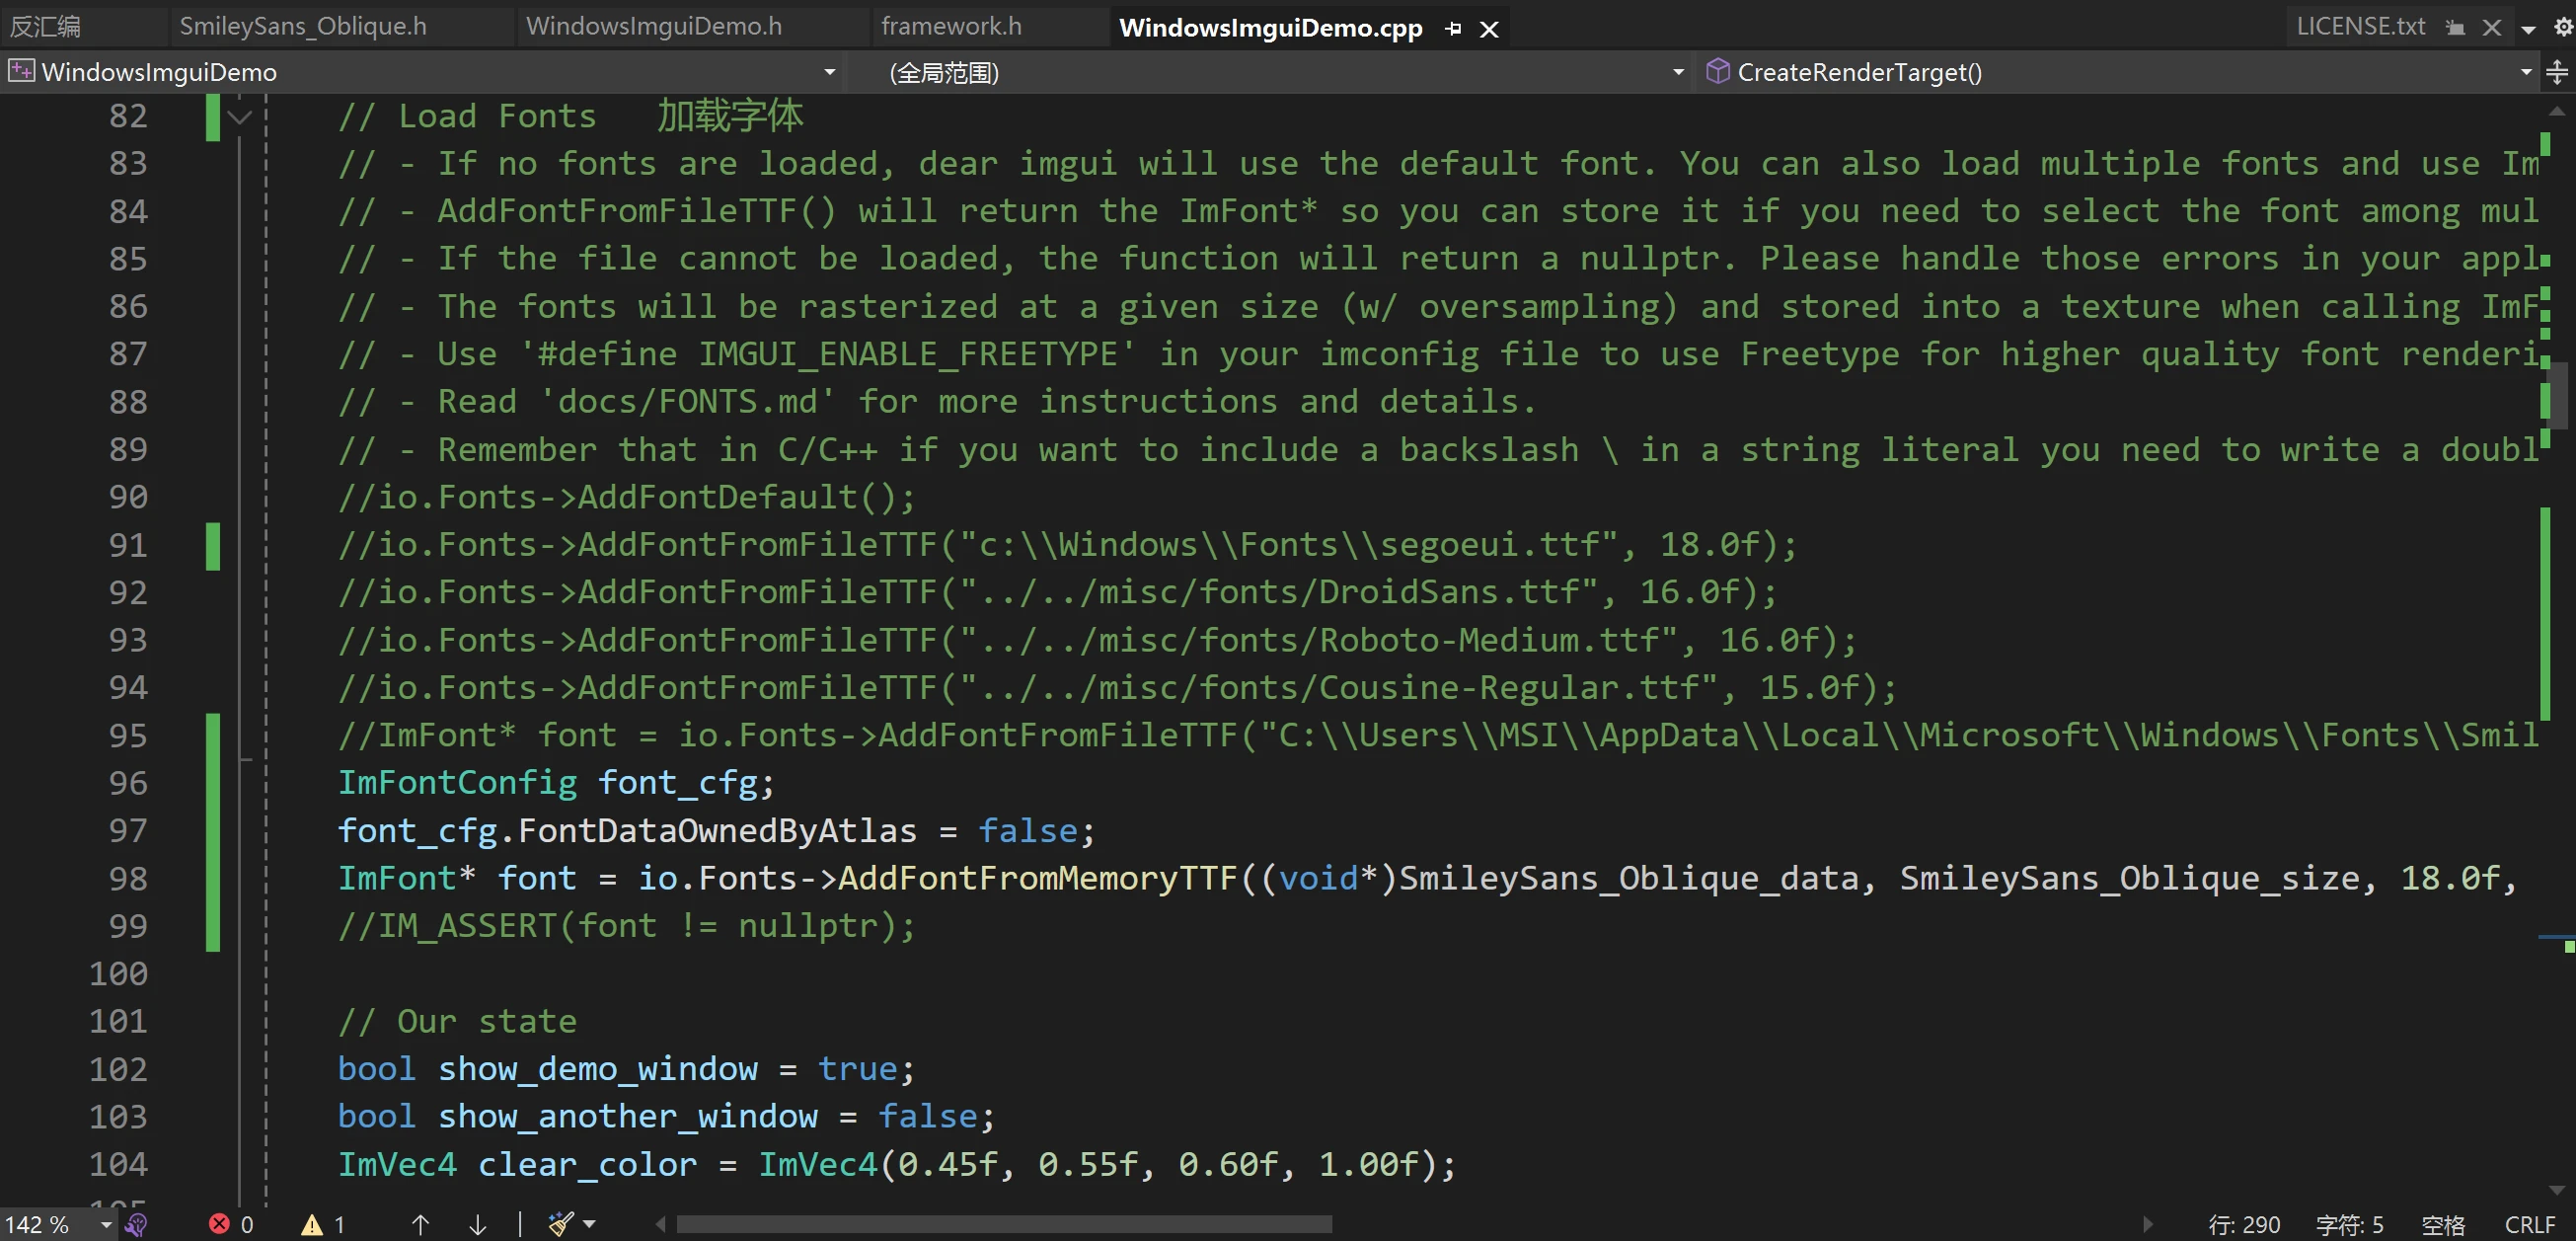 反汇编 SmileySans_Oblique.h WindowsImguiDemo.h framework.h WindowsImguiDemo.cpp LICENSE.txt
WindowsImguiDemo (全局范围) CreateRenderTarget()
82 // Load Fonts 加载字体
83 // - If no fonts are loaded, dear imgui will use the default font. You can also load multiple fonts and use Im
84 // - AddFontFromFileTTF() will return the ImFont* so you can store it if you need to select the font among mul
85 // - If the file cannot be loaded, the function will return a nullptr. Please handle those errors in your appl
86 // - The fonts will be rasterized at a given size (w/ oversampling) and stored into a texture when calling ImF
87 // - Use '#define IMGUI_ENABLE_FREETYPE' in your imconfig file to use Freetype for higher quality font renderi
88 // - Read 'docs/FONTS.md' for more instructions and details.
89 // - Remember that in C/C++ if you want to include a backslash \ in a string literal you need to write a doubl
90 //io.Fonts->AddFontDefault();
91 //io.Fonts->AddFontFromFileTTF("c:\\Windows\\Fonts\\segoeui.ttf", 18.0f);
92 //io.Fonts->AddFontFromFileTTF("../../misc/fonts/DroidSans.ttf", 16.0f);
93 //io.Fonts->AddFontFromFileTTF("../../misc/fonts/Roboto-Medium.ttf", 16.0f);
94 //io.Fonts->AddFontFromFileTTF("../../misc/fonts/Cousine-Regular.ttf", 15.0f);
95 //ImFont* font = io.Fonts->AddFontFromFileTTF("C:\\Users\\MSI\\AppData\\Local\\Microsoft\\Windows\\Fonts\\Smil
96 ImFontConfig font_cfg;
97 font_cfg.FontDataOwnedByAtlas = false;
98 ImFont* font = io.Fonts->AddFontFromMemoryTTF((void*)SmileySans_Oblique_data, SmileySans_Oblique_size, 18.0f,
99 //IM_ASSERT(font != nullptr);
100
101 // Our state
102 bool show_demo_window = true;
103 bool show_another_window = false;
104 ImVec4 clear_color = ImVec4(0.45f, 0.55f, 0.60f, 1.00f);
105
142 % 0 1 行: 290 字符: 5 空格 CRLF